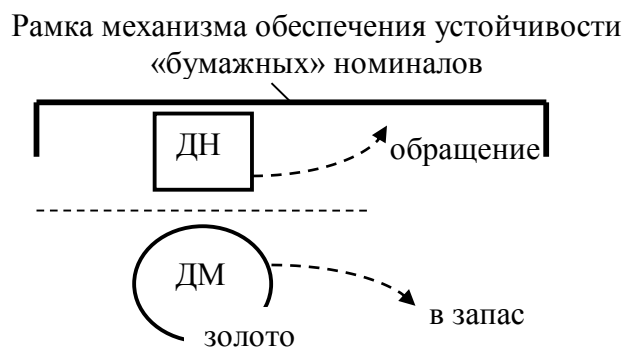 Рамка механизма обеспечения устойчивости
«бумажных» номиналов
ДН
обращение
ДМ
в запас
золото